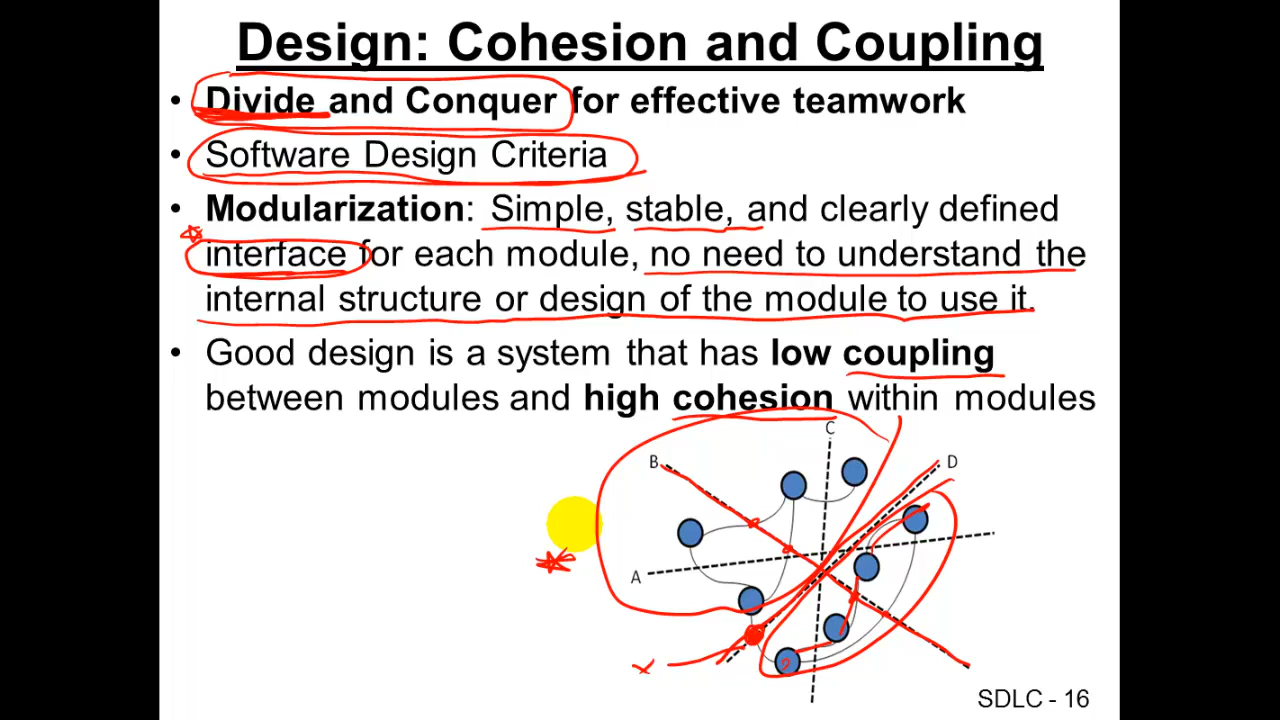 Design: Cohesion and Coupling
• Divide and Conquer for effective teamwork
• Software Design Criteria
• Modularization: Simple, stable, and clearly defined
interface for each module, no need to understand the
internal structure or design of the module to use it.
• Good design is a system that has low coupling
between modules and high cohesion within modules
C
B
D
A
SDLC - 16